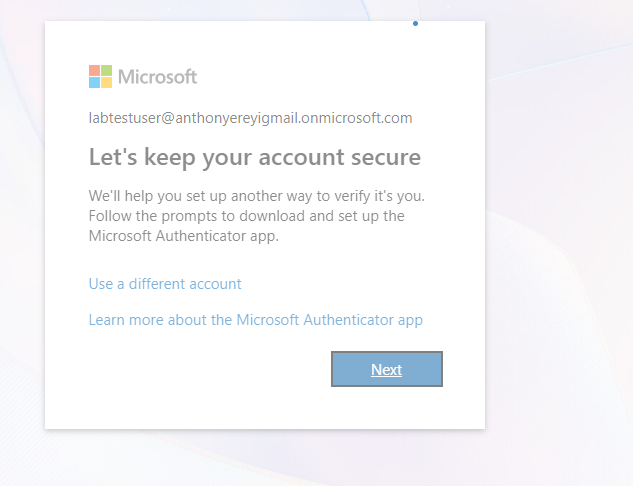 Microsoft
labtestuser@anthonyereyigmail.onmicrosoft.com
Let's keep your account secure
We'll help you set up another way to verify it's you.
Follow the prompts to download and set up the
Microsoft Authenticator app.
Use a different account
Learn more about the Microsoft Authenticator app
Next